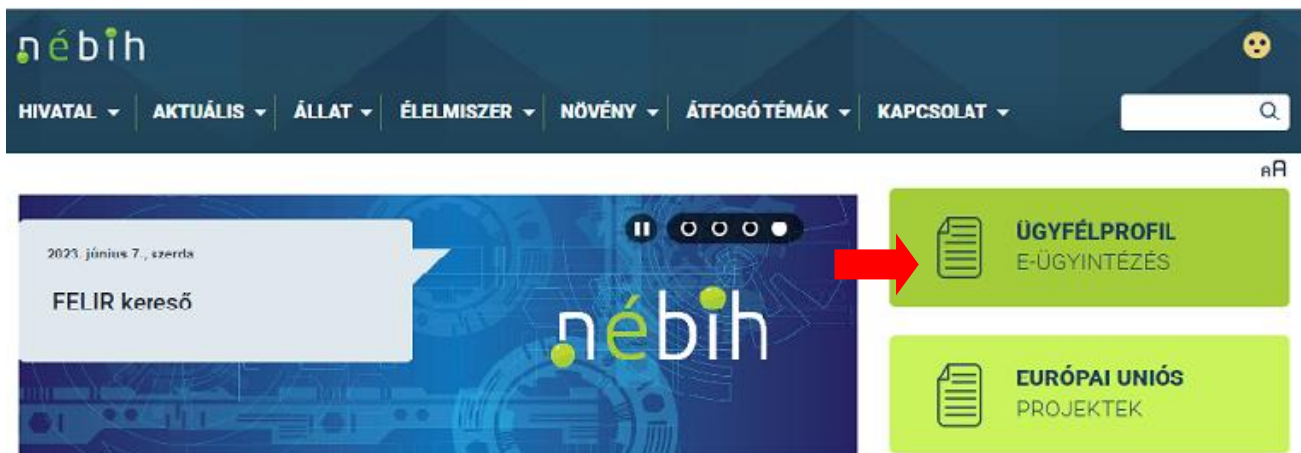 nébih
HIVATAL AKTUÁLIS ÁLLAT ÉLELMISZER NÖVÉNY ÁTFOGÓ TÉMÁK KAPCSOLAT
AA
2023. június 7., szerda
FELIR kereső
nébih
ÜGYFÉLPROFIL
E-ÜGYINTÉZÉS
EURÓPAI UNIÓS
PROJEKTEK